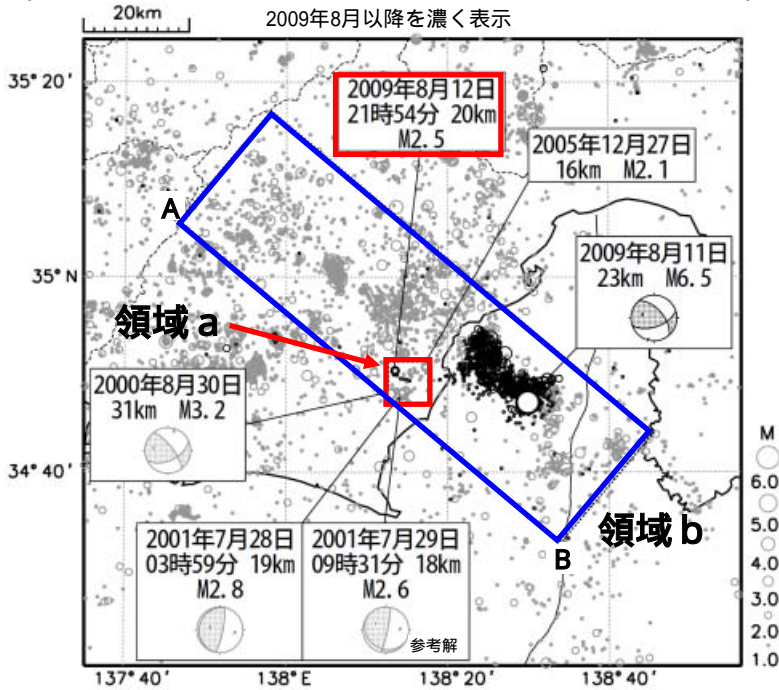 20km
2009年8月以降を濃く表示
35°20'
2009年8月12日
21時54分 20km
M2.5
2005年12月27日
16km M2.1
A
2009年8月11日
23km M6.5
35°N
領域a
2000年8月30日
31km M3.2
M
34°40'
6.0
領域b
5.0
2001年7月28日
03時59分 19km
M2.8
2001年7月29日
09時31分 18km
M2.6
参考解
B
4.0
3.0
2.0
1.0
137°40'
138°E
138°20'
138°40'